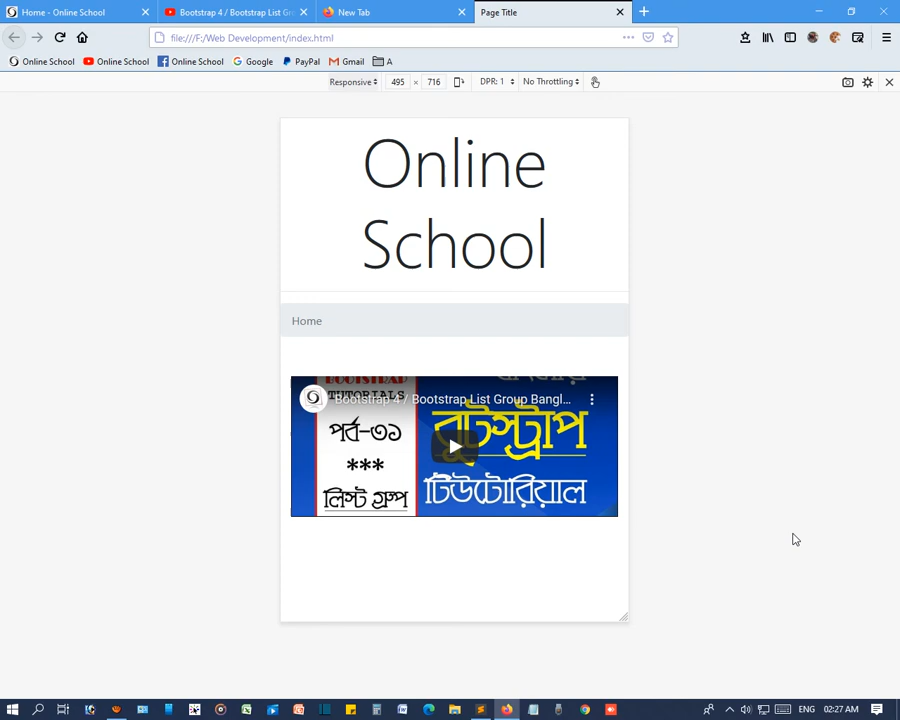 Home - Online School
Bootstrap 4 / Bootstrap List Gr
New Tab
Page Title
file:///F:/Web Development/index.html
Online School
Online School
Online School
Google
PayPal
Gmail
A
Responsive
495 × 716
DPR: 1
No Throttling
Online
School
Home
Bootstrap 4 / Bootstrap List Group Bangl...
TUTORIALS
পর্ব-৩১
***
লিস্ট গ্রুপ
বুটস্ট্রাপ
টিউটোরিয়াল
ENG
02:27 AM